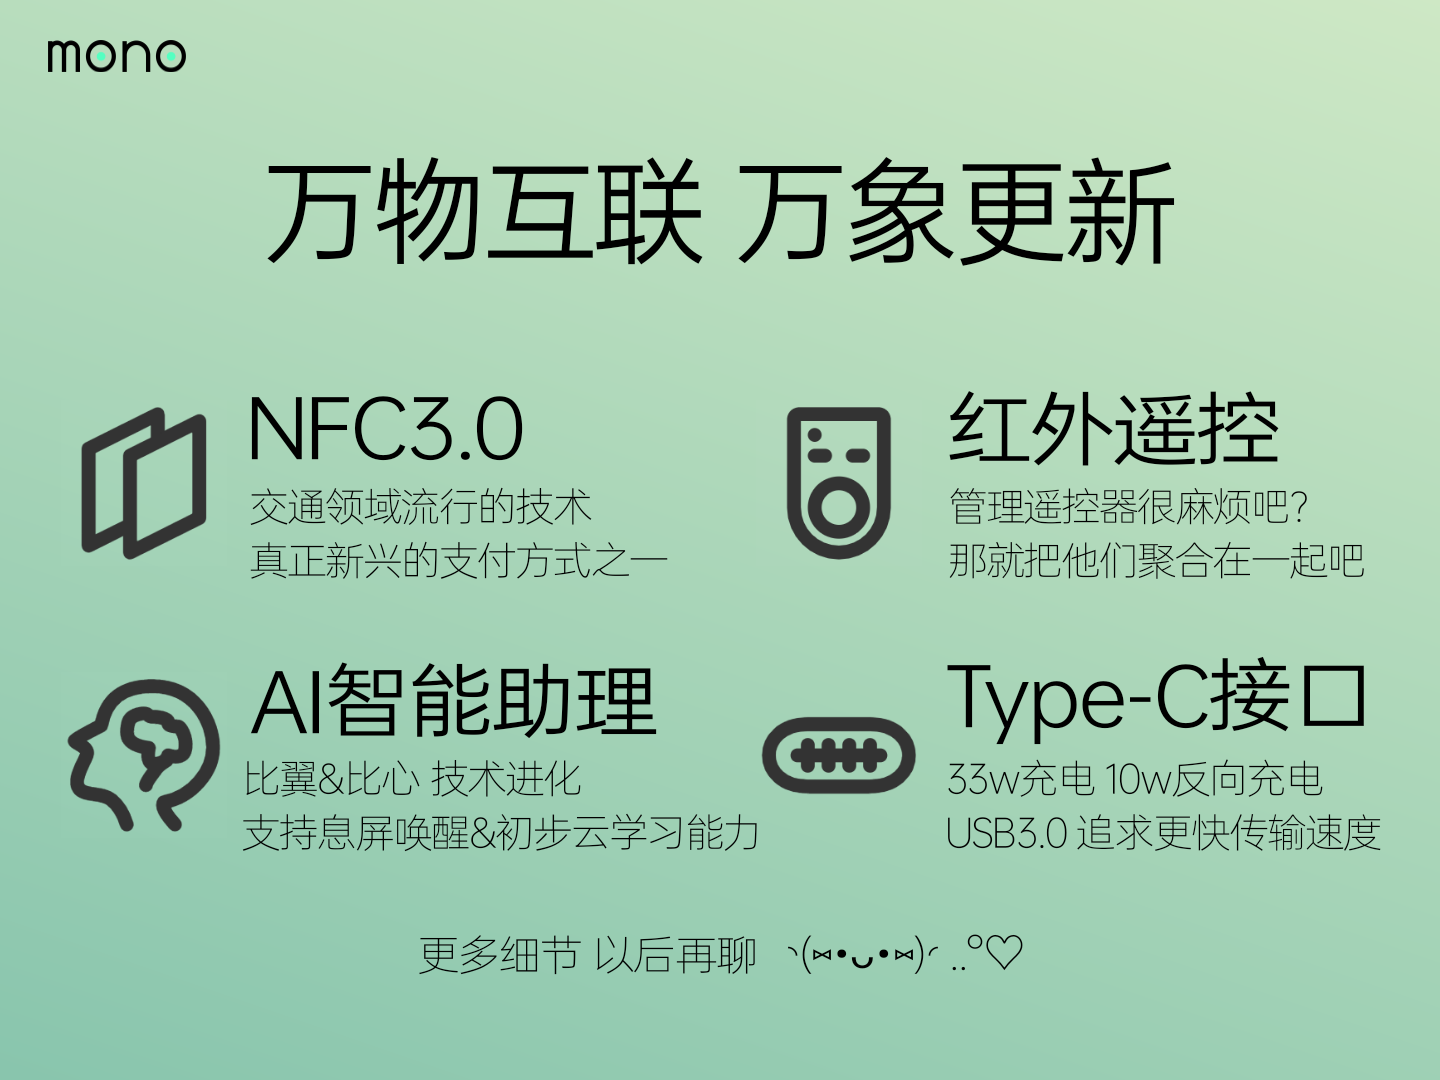 mono
万物互联 万象更新
NFC3.0
交通领域流行的技术
真正新兴的支付方式之一
红外遥控
管理遥控器很麻烦吧?
那就把他们聚合在一起吧
AI智能助理
比翼&比心 技术进化
支持息屏唤醒&初步云学习能力
Type-C接口
33w充电 10w反向充电
USB3.0 追求更快传输速度
更多细节 以后再聊 ◝(⑅•ᴗ•⑅)◜ ..°♡